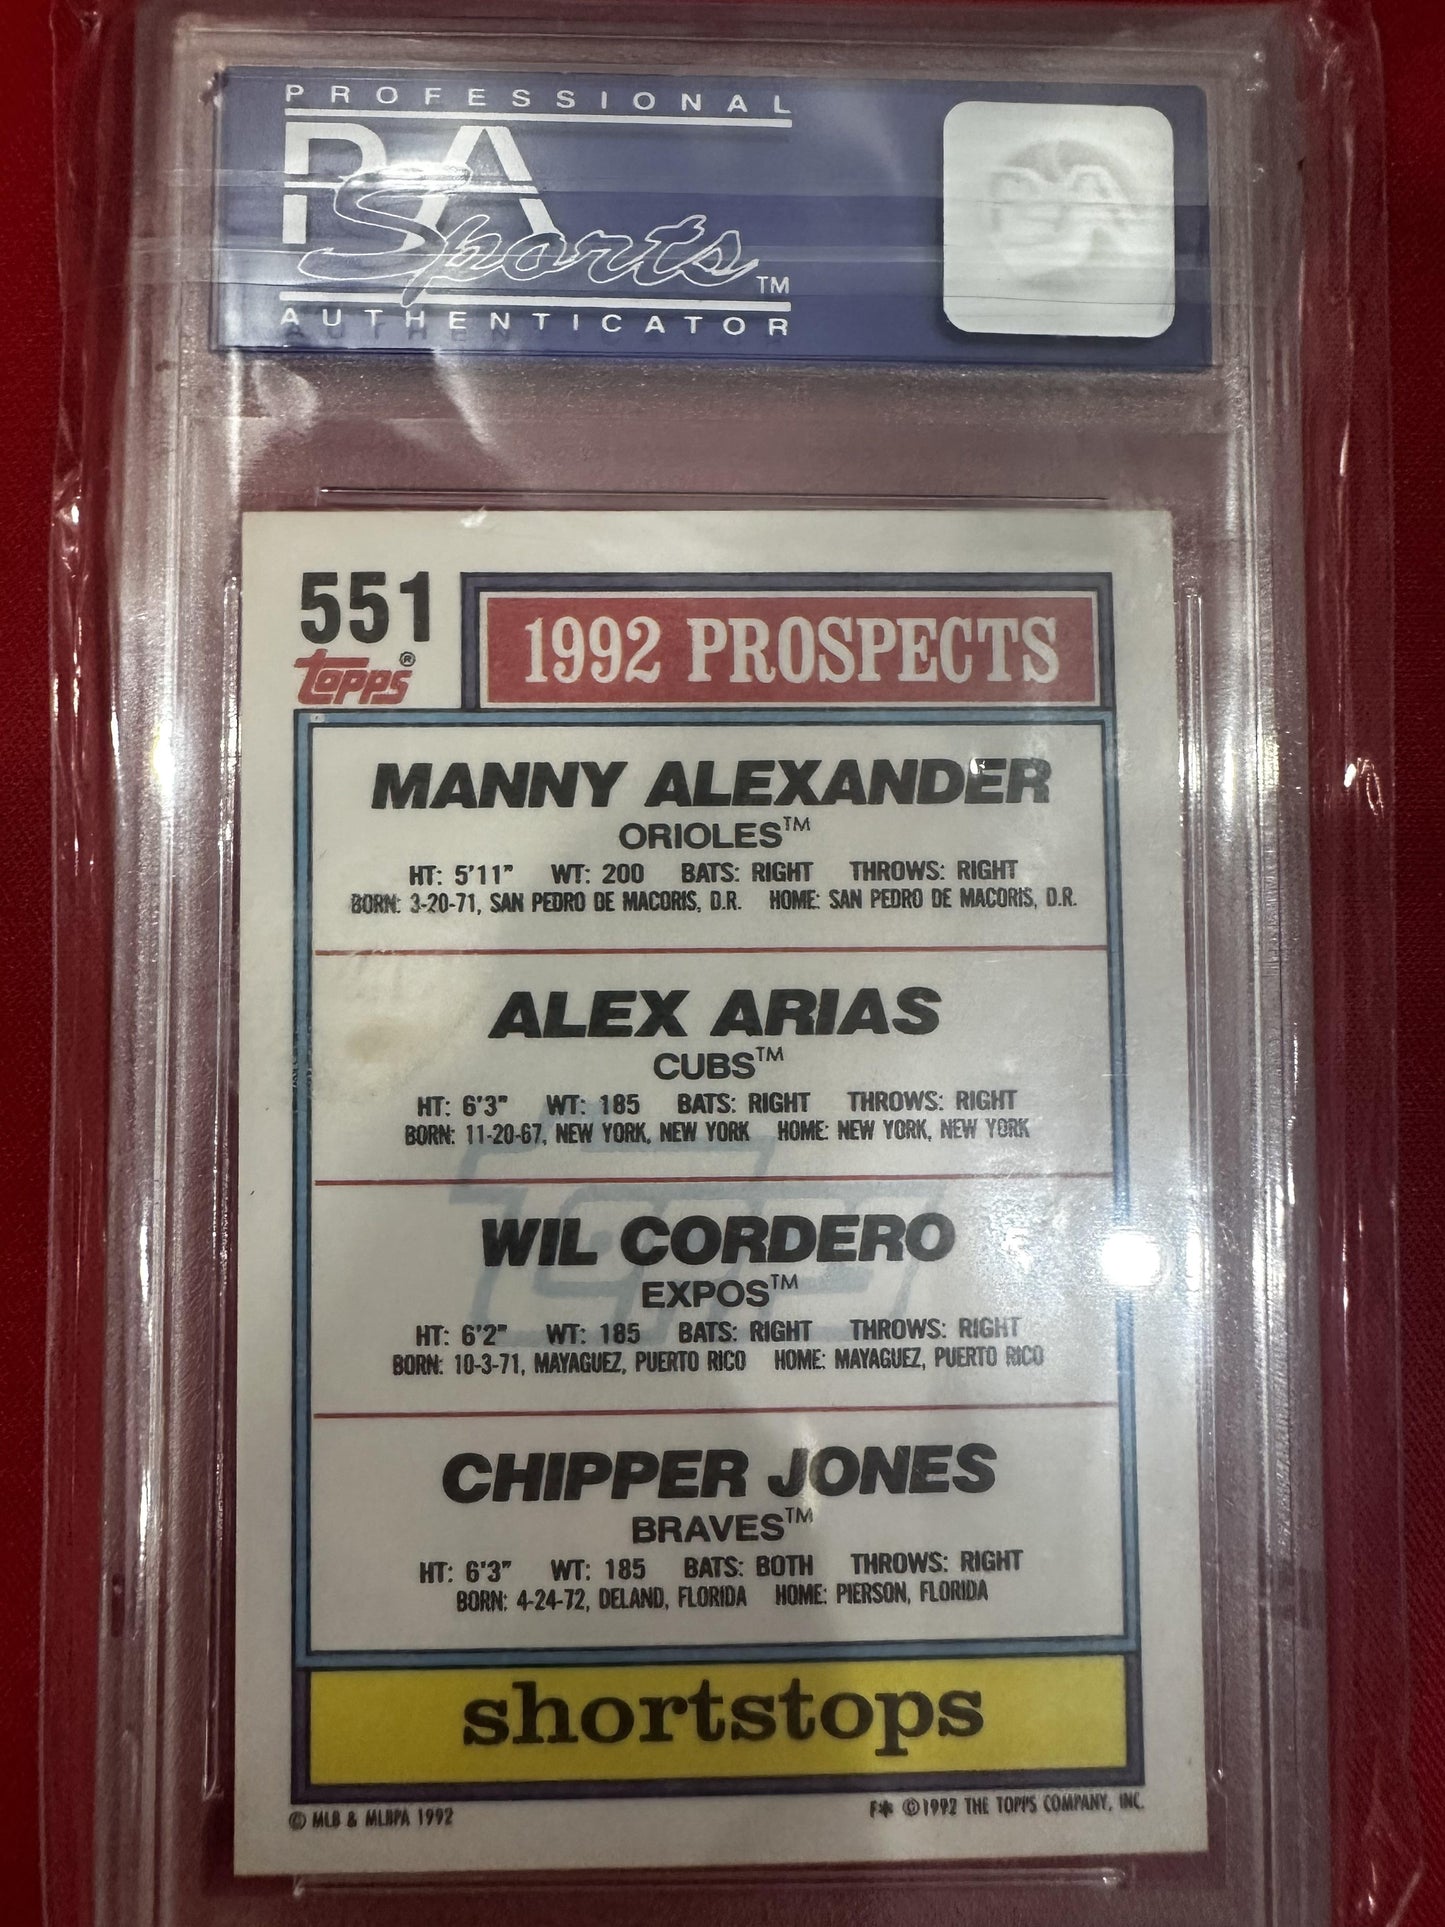 PROFESSIONAL
PSA
Sports™
AUTHENTICATOR
551
Topps®
1992 PROSPECTS
MANNY ALEXANDER
ORIOLES™
HT: 5'11" WT: 200 BATS: RIGHT THROWS: RIGHT
BORN: 3-20-71, SAN PEDRO DE MACORIS, D.R. HOME: SAN PEDRO DE MACORIS, D.R.
ALEX ARIAS
CUBS™
HT: 6'3" WT: 185 BATS: RIGHT THROWS: RIGHT
BORN: 11-20-67, NEW YORK, NEW YORK HOME: NEW YORK, NEW YORK
WIL CORDERO
EXPOS™
HT: 6'2" WT: 185 BATS: RIGHT THROWS: RIGHT
BORN: 10-3-71, MAYAGUEZ, PUERTO RICO HOME: MAYAGUEZ, PUERTO RICO
CHIPPER JONES
BRAVES™
HT: 6'3" WT: 185 BATS: BOTH THROWS: RIGHT
BORN: 4-24-72, DELAND, FLORIDA HOME: PIERSON, FLORIDA
shortstops
© MLB & MLBPA 1992
F* © 1992 THE TOPPS COMPANY, INC.